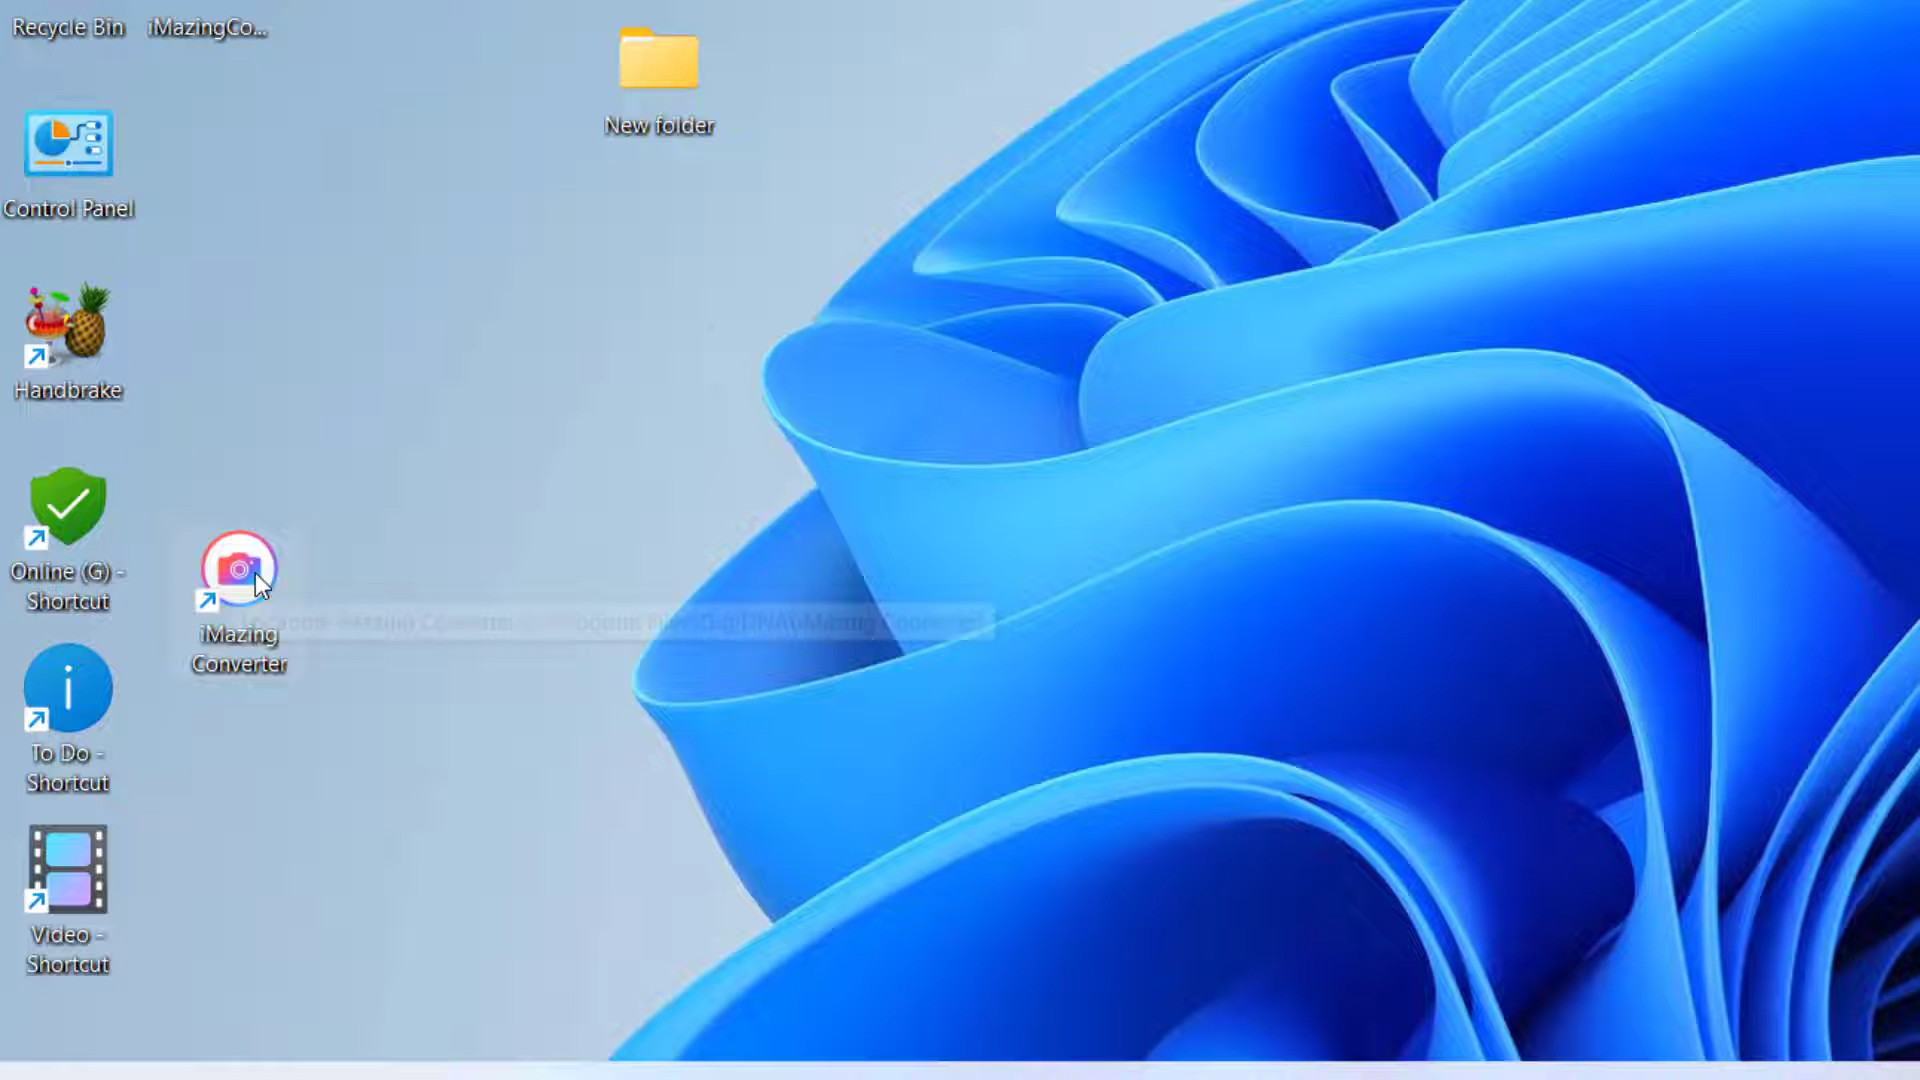 Recycle Bin
iMazingCo...
New folder
Control Panel
Handbrake
Online (G) -
Shortcut
iMazing
Converter
To Do -
Shortcut
Video -
Shortcut